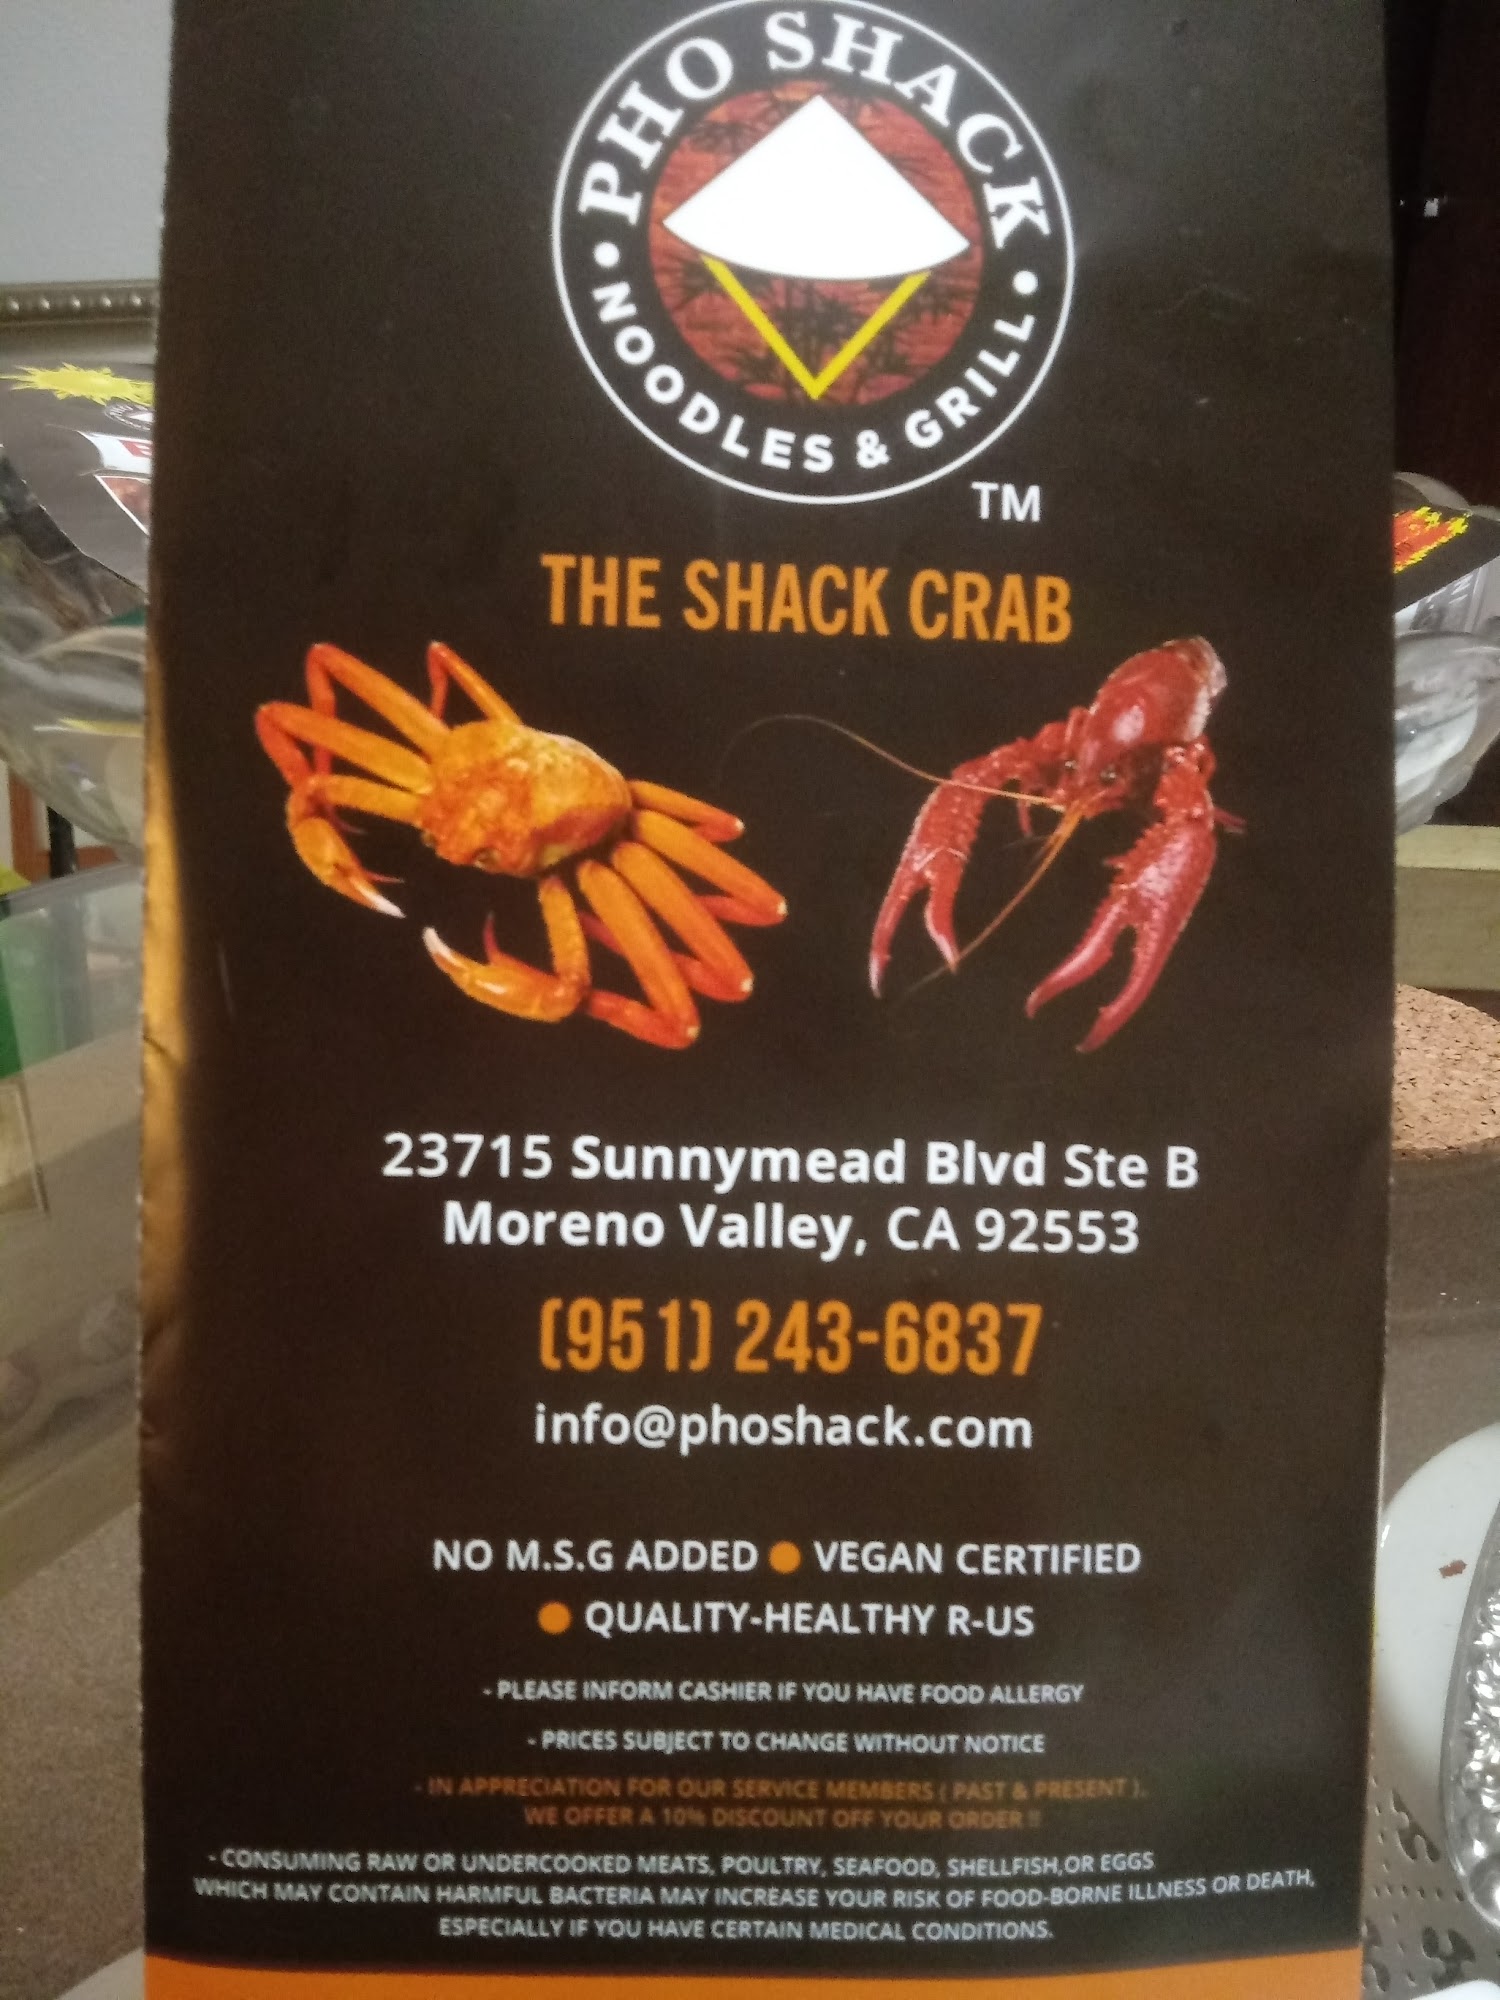 PHO SHACK
NOODLES & GRILL
TM
THE SHACK CRAB
23715 Sunnymead Blvd Ste B
Moreno Valley, CA 92553
(951) 243-6837
info@phoshack.com
NO M.S.G ADDED ● VEGAN CERTIFIED
● QUALITY-HEALTHY R-US
- PLEASE INFORM CASHIER IF YOU HAVE FOOD ALLERGY
- PRICES SUBJECT TO CHANGE WITHOUT NOTICE
- IN APPRECIATION FOR OUR SERVICE MEMBERS ( PAST & PRESENT ).
WE OFFER A 10% DISCOUNT OFF YOUR ORDER !!
- CONSUMING RAW OR UNDERCOOKED MEATS, POULTRY, SEAFOOD, SHELLFISH,OR EGGS
WHICH MAY CONTAIN HARMFUL BACTERIA MAY INCREASE YOUR RISK OF FOOD-BORNE ILLNESS OR DEATH,
ESPECIALLY IF YOU HAVE CERTAIN MEDICAL CONDITIONS.